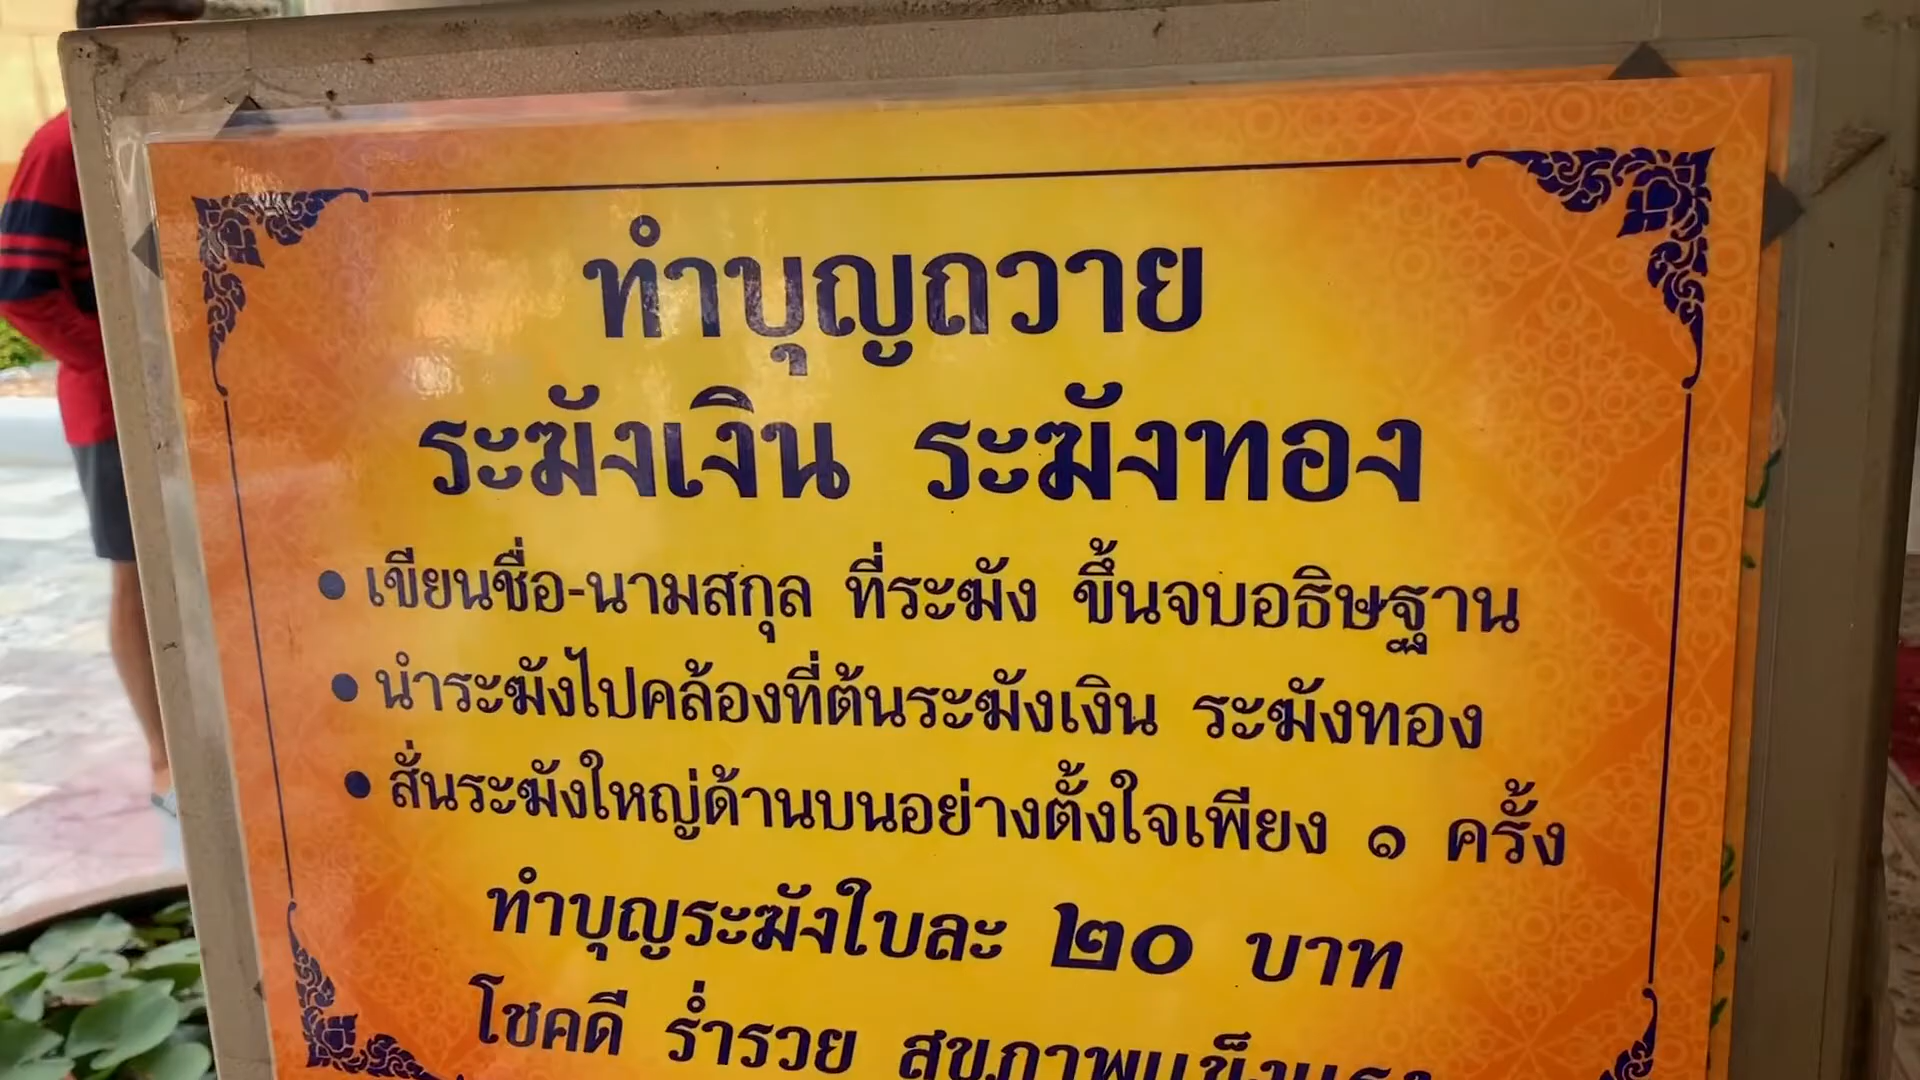 ทำบุญถวาย
ระฆังเงิน ระฆังทอง
• เขียนชื่อ-นามสกุล ที่ระฆัง ขึ้นจบอธิษฐาน
• นำระฆังไปคล้องที่ต้นระฆังเงิน ระฆังทอง
• สั่นระฆังใหญ่ด้านบนอย่างตั้งใจเพียง ๑ ครั้ง
ทำบุญระฆังใบละ ๒๐ บาท
โชคดี ร่ำรวย สุขภาพแข็งแรง